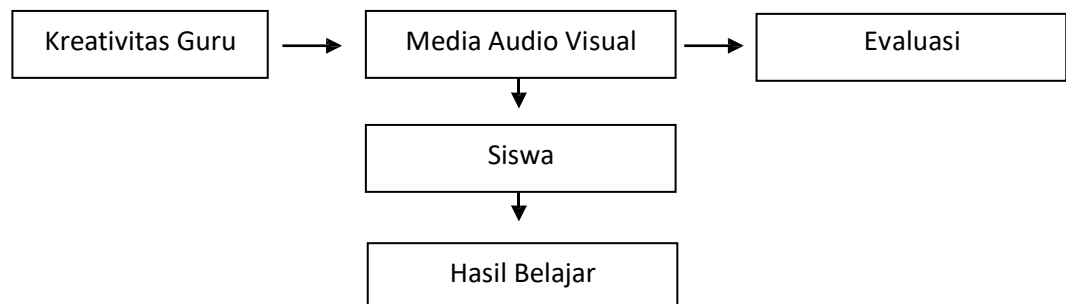 Kreativitas Guru
Media Audio Visual
Evaluasi
Siswa
Hasil Belajar